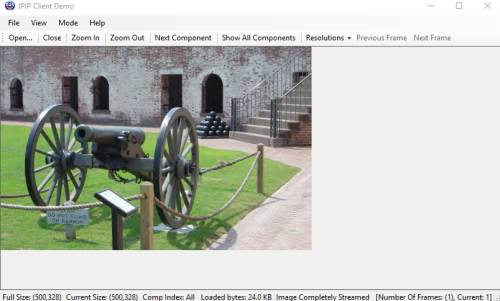 JPIP Client Demo
File View Mode Help
Open... Close Zoom In Zoom Out Next Component Show All Components Resolutions Previous Frame Next Frame
DO NOT CLIMB
ON CANNON
Full Size: (500,328) Current Size: (500,328) Comp Index: All Loaded bytes: 24.0 KB Image Completely Streamed [Number Of Frames: (1), Current: 1]